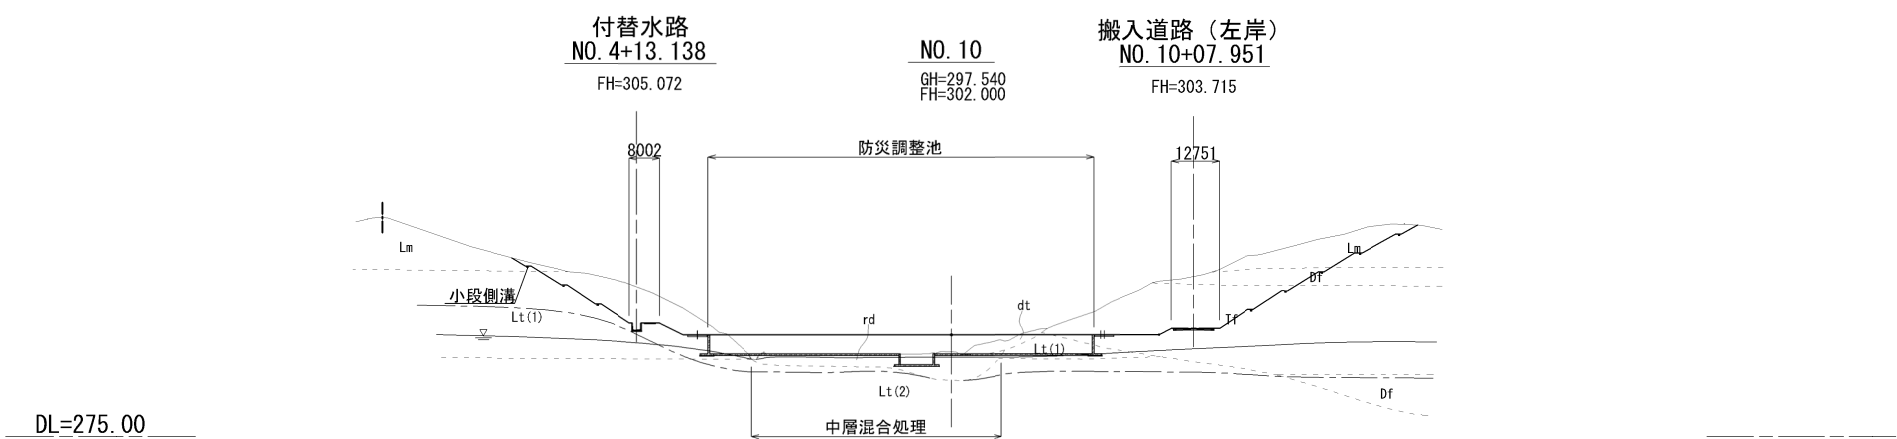 付替水路
NO.4+13.138
FH=305.072
NO.10
GH=297.540
FH=302.000
搬入道路（左岸）
NO.10+07.951
FH=303.715
8002
防災調整池
12751
Lm
Lm
Df
小段側溝
Lt(1)
rd
dt
Tf
Lt(1)
Lt(2)
Df
中層混合処理
DL=275.00